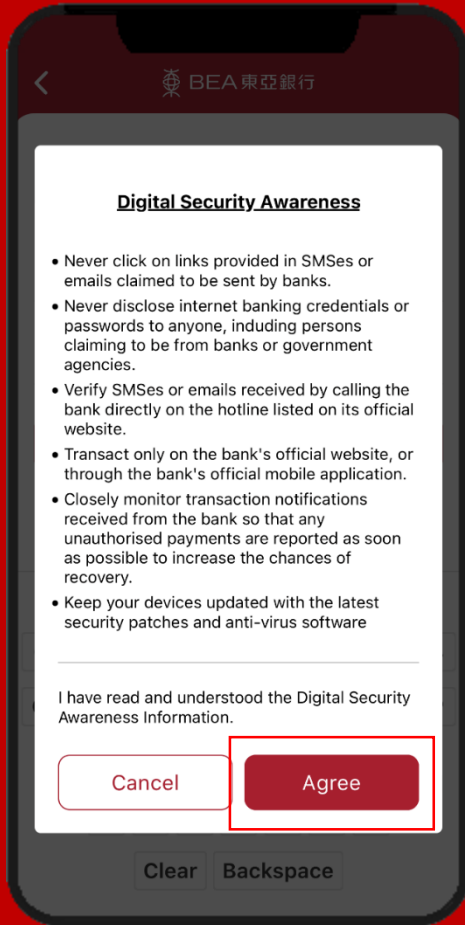 BEA東亞銀行
Digital Security Awareness
• Never click on links provided in SMSes or
emails claimed to be sent by banks.
• Never disclose internet banking credentials or
passwords to anyone, including persons
claiming to be from banks or government
agencies.
• Verify SMSes or emails received by calling the
bank directly on the hotline listed on its official
website.
• Transact only on the bank's official website, or
through the bank's official mobile application.
• Closely monitor transaction notifications
received from the bank so that any
unauthorised payments are reported as soon
as possible to increase the chances of
recovery.
• Keep your devices updated with the latest
security patches and anti-virus software
I have read and understood the Digital Security
Awareness Information.
Cancel Agree
Clear Backspace